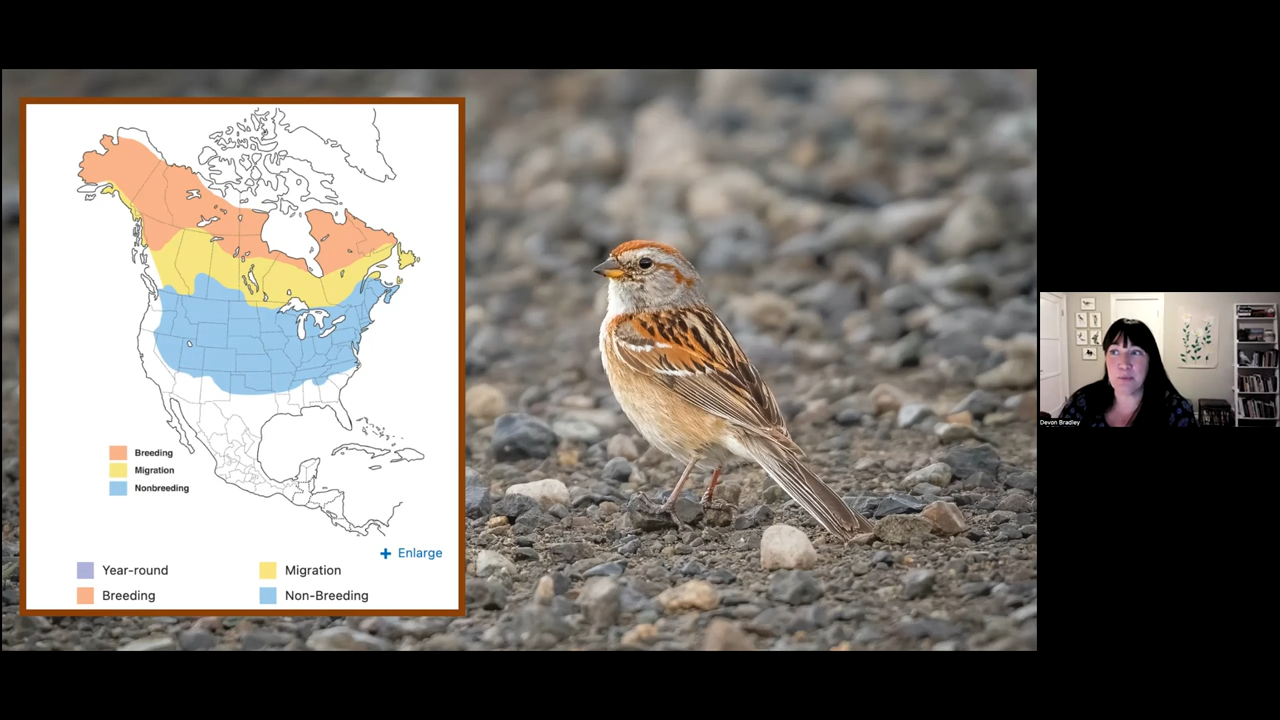 Breeding
Migration
Nonbreeding
+ Enlarge
Year-round
Migration
Breeding
Non-Breeding
Devon Bradley